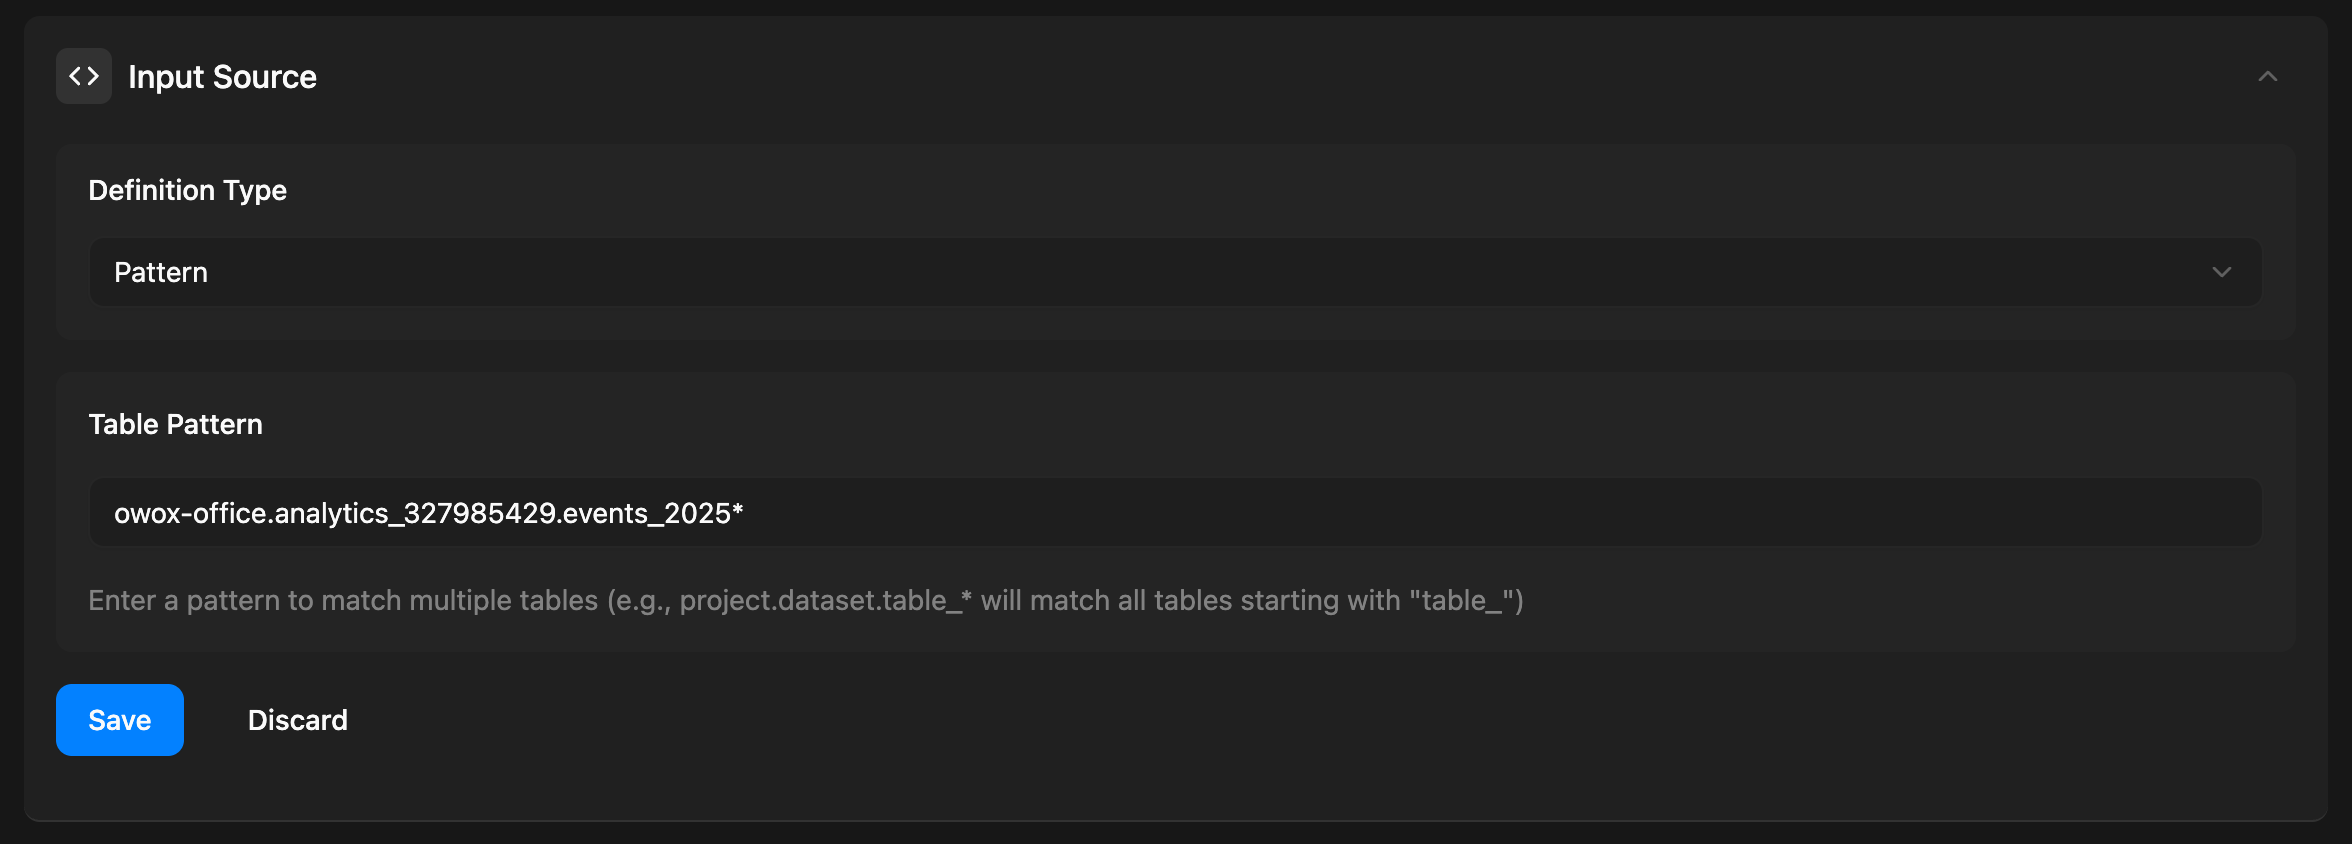 Input Source
Definition Type
Pattern
Table Pattern
owox-office.analytics_327985429.events_2025*
Enter a pattern to match multiple tables (e.g., project.dataset.table_* will match all tables starting with "table_")
Save Discard